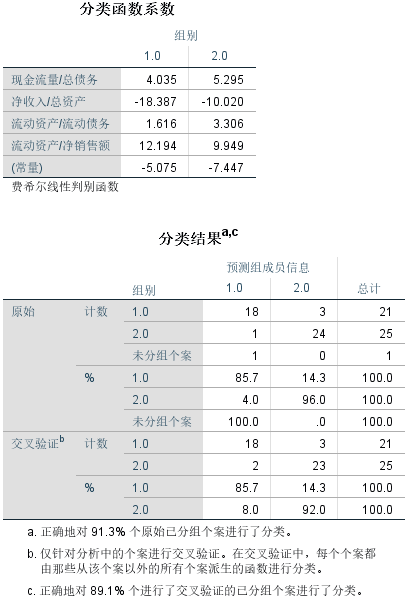 分类函数系数
组别
1.0 2.0
现金流量/总债务 4.035 5.295
净收入/总资产 -18.387 -10.020
流动资产/流动债务 1.616 3.306
流动资产/净销售额 12.194 9.949
(常量) -5.075 -7.447
费希尔线性判别函数
分类结果a,c
预测组成员信息
组别 1.0 2.0 总计
原始 计数 1.0 18 3 21
2.0 1 24 25
未分组个案 1 0 1
% 1.0 85.7 14.3 100.0
2.0 4.0 96.0 100.0
未分组个案 100.0 .0 100.0
交叉验证b 计数 1.0 18 3 21
2.0 2 23 25
% 1.0 85.7 14.3 100.0
2.0 8.0 92.0 100.0
a. 正确地对 91.3% 个原始已分组个案进行了分类。
b. 仅针对分析中的个案进行交叉验证。在交叉验证中，每个个案都
由那些从该个案以外的所有个案派生的函数进行分类。
c. 正确地对 89.1% 个进行了交叉验证的已分组个案进行了分类。